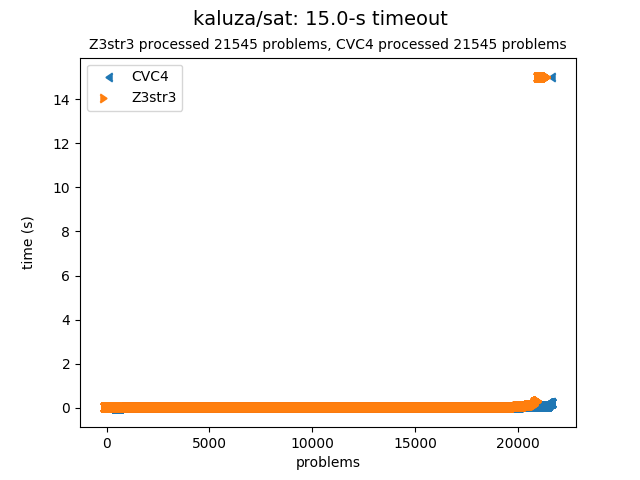 kaluza/sat: 15.0-s timeout
Z3str3 processed 21545 problems, CVC4 processed 21545 problems
CVC4
Z3str3
14
12
10
8
6
4
2
0
time (s)
0 5000 10000 15000 20000
problems